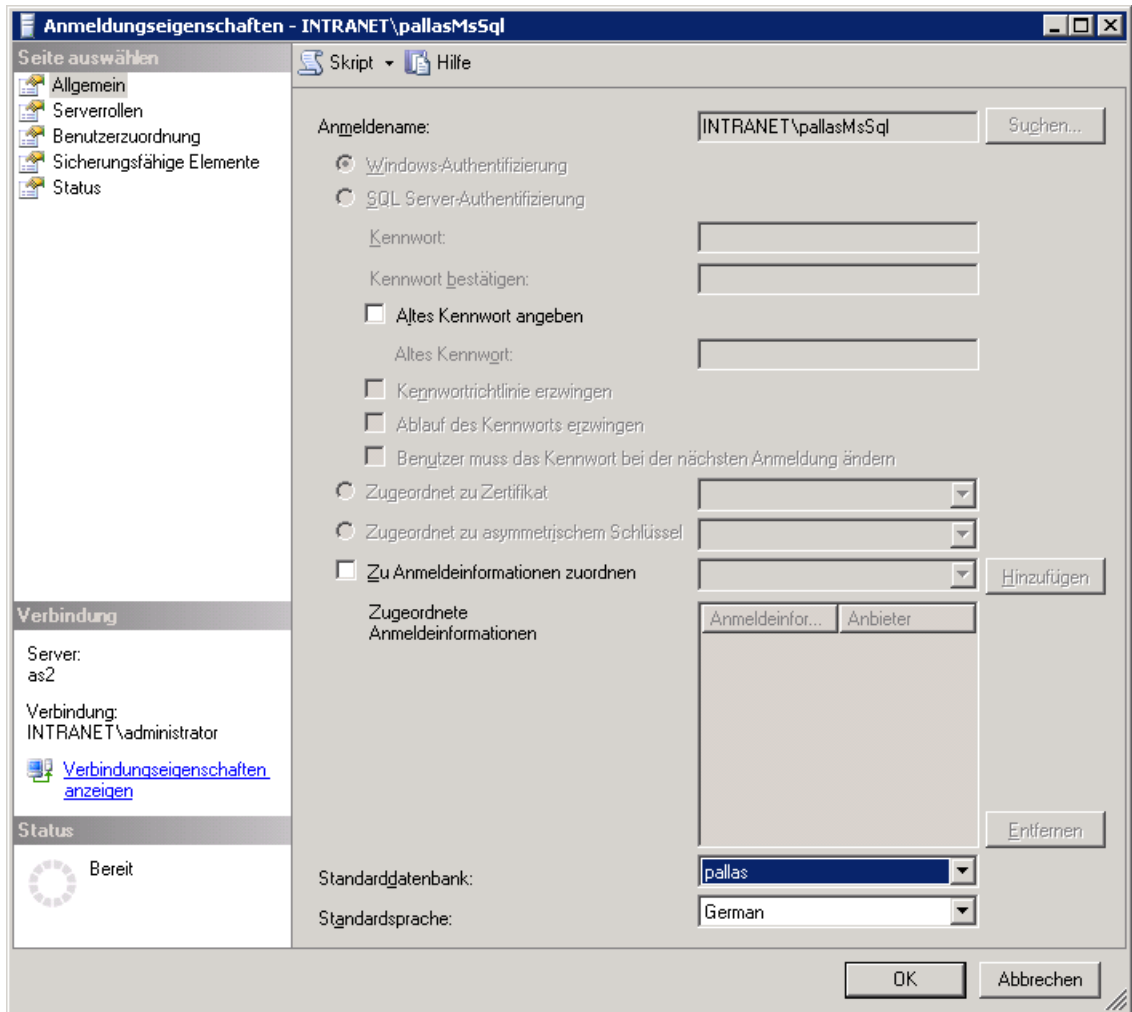 Anmeldungseigenschaften - INTRANET\pallasMsSql
Seite auswählen
Allgemein
Serverrollen
Benutzerzuordnung
Sicherungsfähige Elemente
Status
Skript
Hilfe
Anmeldename:
INTRANET\pallasMsSql
Suchen...
Windows-Authentifizierung
SQL Server-Authentifizierung
Kennwort:
Kennwort bestätigen:
Altes Kennwort angeben
Altes Kennwort:
Kennwortrichtlinie erzwingen
Ablauf des Kennworts erzwingen
Benutzer muss das Kennwort bei der nächsten Anmeldung ändern
Zugeordnet zu Zertifikat
Zugeordnet zu asymmetrischem Schlüssel
Zu Anmeldeinformationen zuordnen
Hinzufügen
Zugeordnete
Anmeldeinformationen
Anmeldeinfor... Anbieter
Entfernen
Standarddatenbank:
pallas
Standardsprache:
German
Verbindung
Server:
as2
Verbindung:
INTRANET\administrator
Verbindungseigenschaften
anzeigen
Status
Bereit
OK
Abbrechen